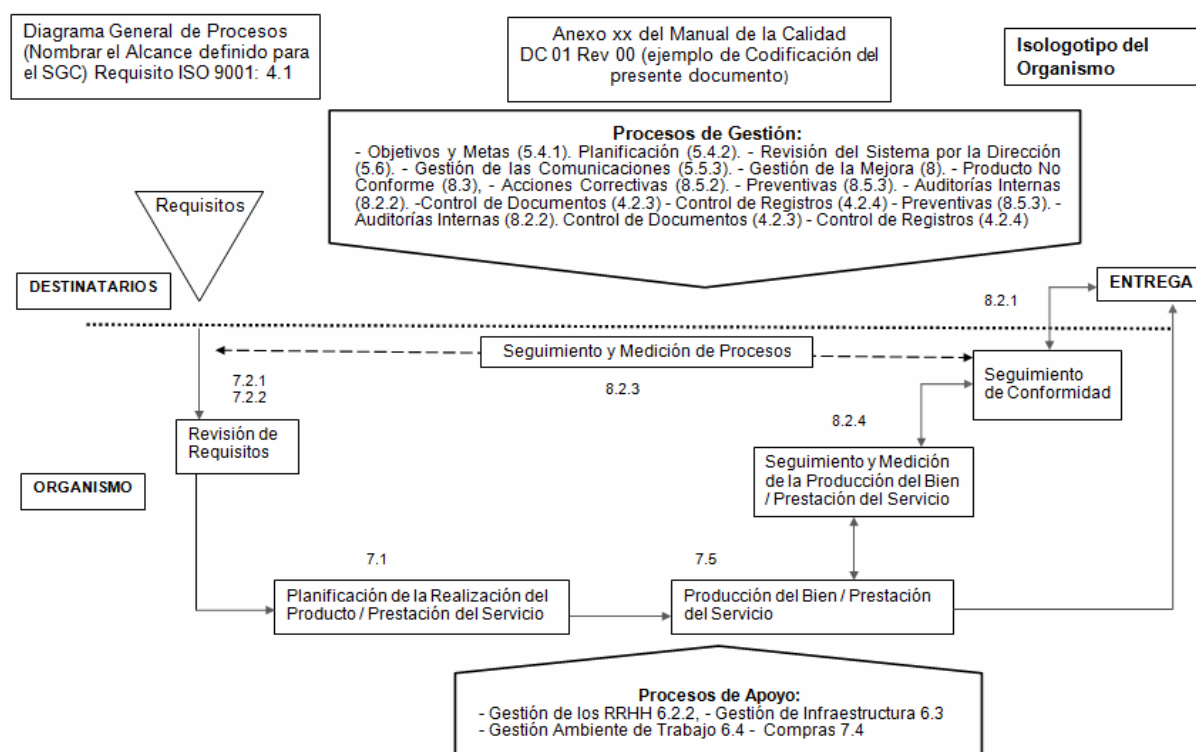 Diagrama General de Procesos
(Nombrar el Alcance definido para
el SGC) Requisito ISO 9001: 4.1
Anexo xx del Manual de la Calidad
DC 01 Rev 00 (ejemplo de Codificación del
presente documento)
Isologotipo del
Organismo
Procesos de Gestión:
- Objetivos y Metas (5.4.1). Planificación (5.4.2). - Revisión del Sistema por la Dirección
(5.6). - Gestión de las Comunicaciones (5.5.3). - Gestión de la Mejora (8). - Producto No
Conforme (8.3), - Acciones Correctivas (8.5.2). - Preventivas (8.5.3). - Auditorías Internas
(8.2.2). -Control de Documentos (4.2.3) - Control de Registros (4.2.4) - Preventivas (8.5.3). -
Auditorías Internas (8.2.2). Control de Documentos (4.2.3) - Control de Registros (4.2.4)
Requisitos
DESTINATARIOS
ENTREGA
8.2.1
Seguimiento y Medición de Procesos
8.2.3
7.2.1
7.2.2
Seguimiento
de Conformidad
8.2.4
Revisión de
Requisitos
Seguimiento y Medición
de la Producción del Bien
/ Prestación del Servicio
ORGANISMO
7.1
7.5
Planificación de la Realización del
Producto / Prestación del Servicio
Producción del Bien / Prestación
del Servicio
Procesos de Apoyo:
- Gestión de los RRHH 6.2.2, - Gestión de Infraestructura 6.3
- Gestión Ambiente de Trabajo 6.4 - Compras 7.4